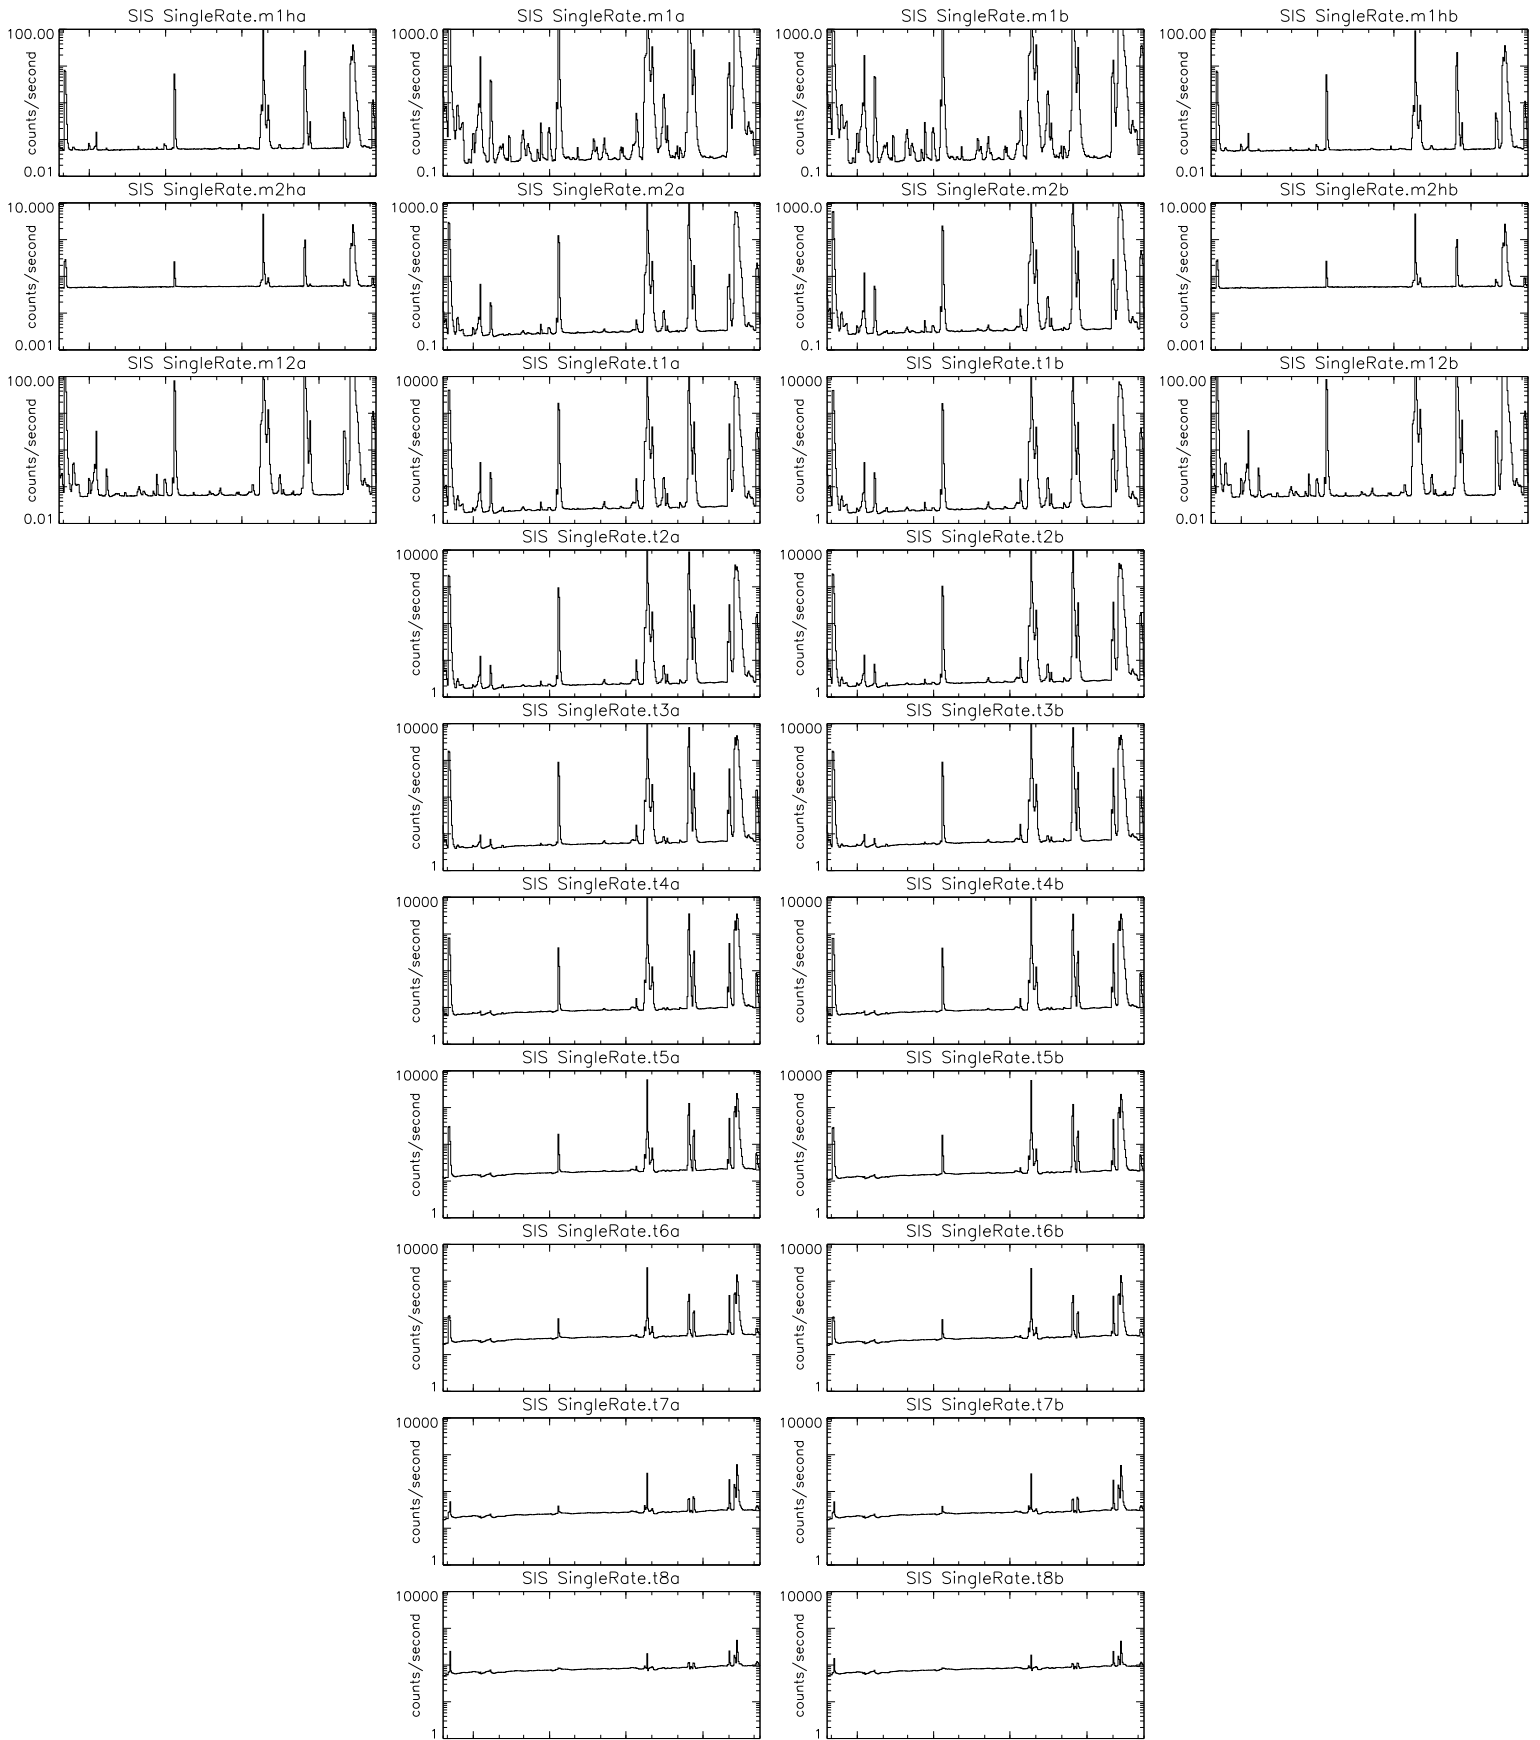 SIS SingleRate.m1ha
SIS SingleRate.m1a
SIS SingleRate.m1b
SIS SingleRate.m1hb
100.00
counts/second
0.01
1000.0
counts/second
0.1
1000.0
counts/second
0.1
100.00
counts/second
0.01
SIS SingleRate.m2ha
SIS SingleRate.m2a
SIS SingleRate.m2b
SIS SingleRate.m2hb
10.000
counts/second
0.001
1000.0
counts/second
0.1
1000.0
counts/second
0.1
10.000
counts/second
0.001
SIS SingleRate.m12a
SIS SingleRate.t1a
SIS SingleRate.t1b
SIS SingleRate.m12b
100.00
counts/second
0.01
10000
counts/second
1
10000
counts/second
1
100.00
counts/second
0.01
SIS SingleRate.t2a
SIS SingleRate.t2b
10000
counts/second
1
10000
counts/second
1
SIS SingleRate.t3a
SIS SingleRate.t3b
10000
counts/second
1
10000
counts/second
1
SIS SingleRate.t4a
SIS SingleRate.t4b
10000
counts/second
1
10000
counts/second
1
SIS SingleRate.t5a
SIS SingleRate.t5b
10000
counts/second
1
10000
counts/second
1
SIS SingleRate.t6a
SIS SingleRate.t6b
10000
counts/second
1
10000
counts/second
1
SIS SingleRate.t7a
SIS SingleRate.t7b
10000
counts/second
1
10000
counts/second
1
SIS SingleRate.t8a
SIS SingleRate.t8b
10000
counts/second
1
10000
counts/second
1